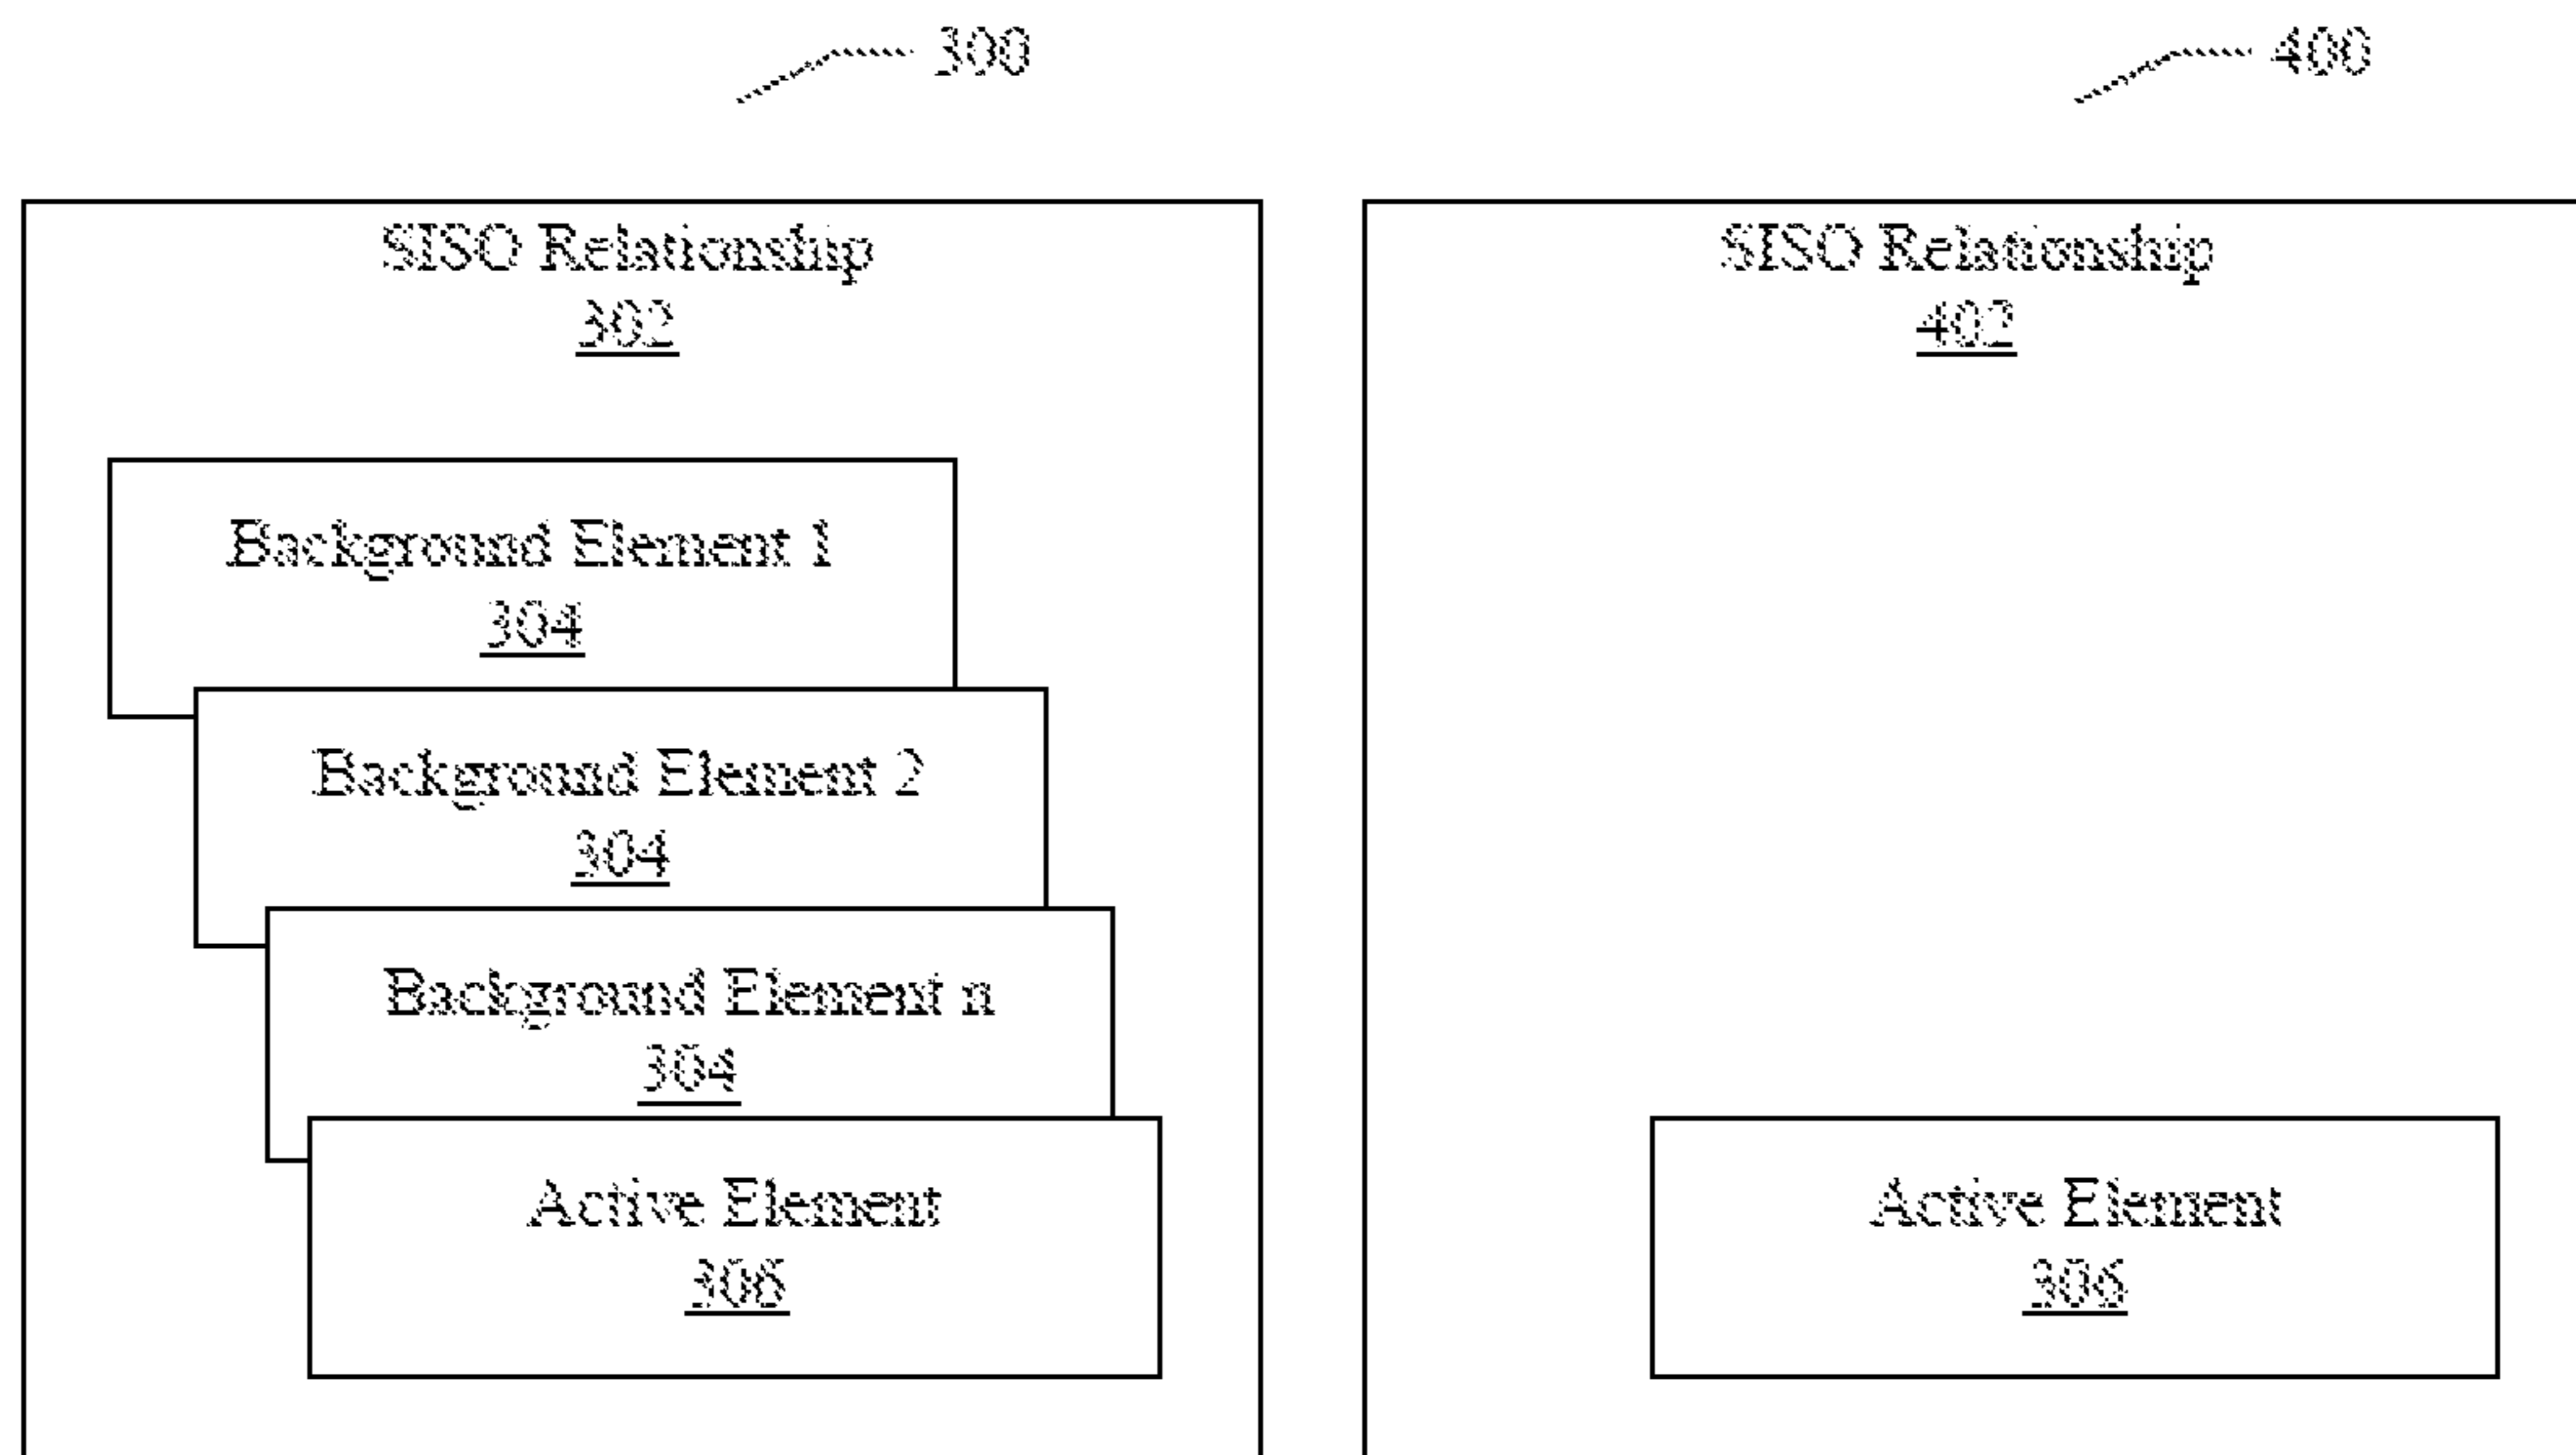 300
SISO Relationship
302
Background Element 1
304
Background Element 2
304
Background Element n
304
Active Element
306
400
SISO Relationship
402
Active Element
306